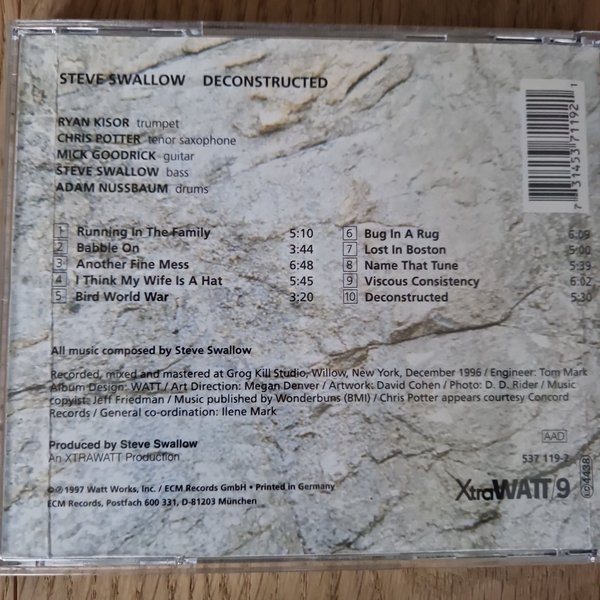 STEVE SWALLOW DECONSTRUCTED
RYAN KISOR trumpet
CHRIS POTTER tenor saxophone
MICK GOODRICK guitar
STEVE SWALLOW bass
ADAM NUSSBAUM drums
7 31453 71192 1
1 Running In The Family 5:10
2 Babble On 3:44
3 Another Fine Mess 6:48
4 I Think My Wife Is A Hat 5:45
5 Bird World War 3:20
6 Bug In A Rug 6:09
7 Lost In Boston 5:00
8 Name That Tune 5:39
9 Viscous Consistency 6:02
10 Deconstructed 5:30
All music composed by Steve Swallow
Recorded, mixed and mastered at Grog Kill Studio, Willow, New York, December 1996 / Engineer: Tom Mark
Album Design: WATT / Art Direction: Megan Denver / Artwork: David Cohen / Photo: D. D. Rider / Music
copyist: Jeff Friedman / Music published by Wonderbuns (BMI) / Chris Potter appears courtesy Concord
Records / General co-ordination: Ilene Mark
Produced by Steve Swallow
An XTRAWATT Production
AAD
537 119-2
XtraWATT/9
LC 4438
©℗ 1997 Watt Works, Inc. / ECM Records GmbH • Printed in Germany
ECM Records, Postfach 600 331, D-81203 München